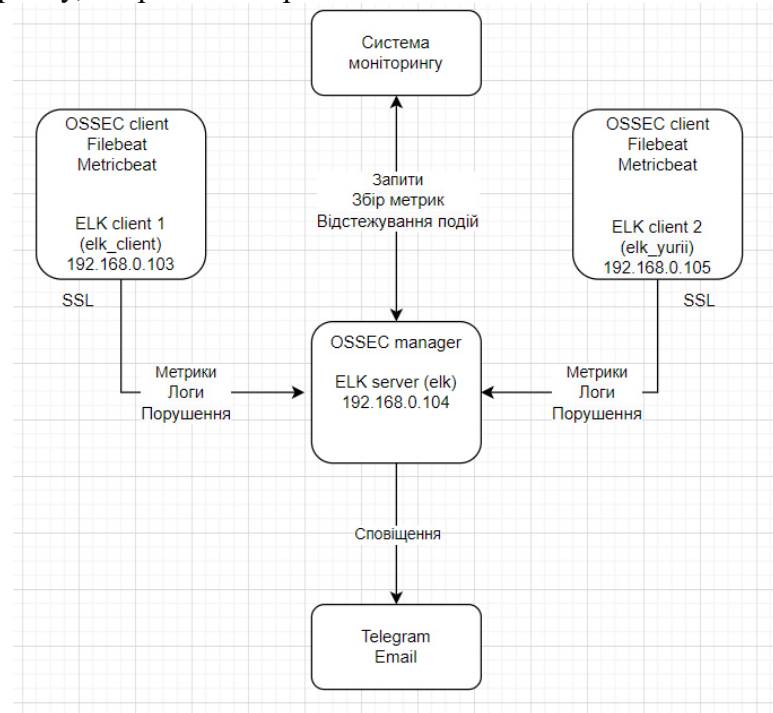 Система
моніторингу
OSSEC client
Filebeat
Metricbeat
ELK client 1
(elk_client)
192.168.0.103
OSSEC client
Filebeat
Metricbeat
ELK client 2
(elk_yurii)
192.168.0.105
Запити
Збір метрик
Відстежування подій
SSL
SSL
OSSEC manager
ELK server (elk)
192.168.0.104
Метрики
Логи
Порушення
Метрики
Логи
Порушення
Сповіщення
Telegram
Email